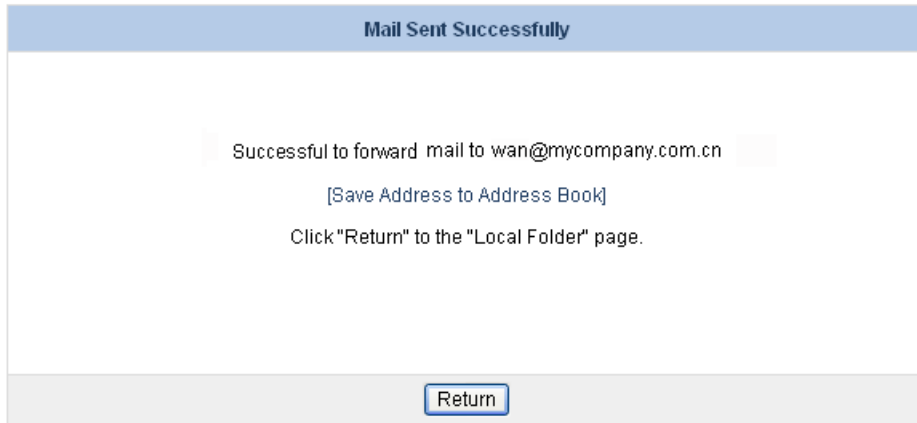 Mail Sent Successfully
Successful to forward mail to wan@mycompany.com.cn
[Save Address to Address Book]
Click "Return" to the "Local Folder" page.
Return